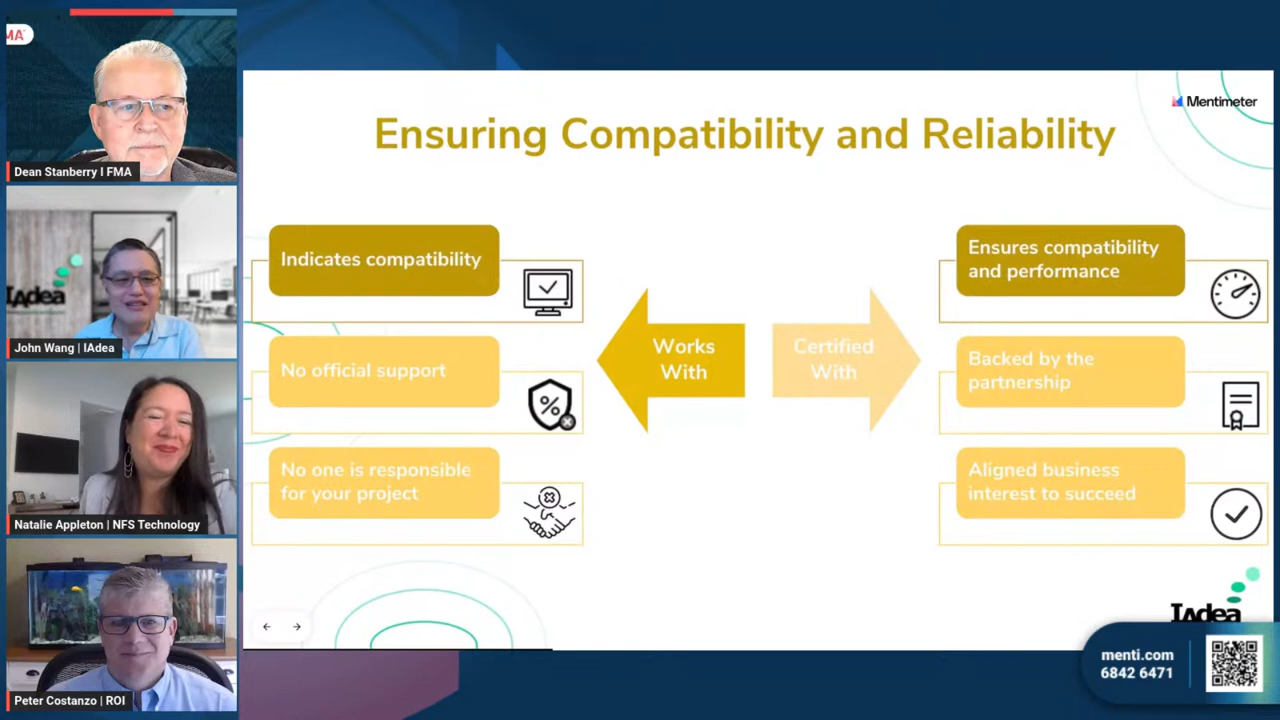 MA
Dean Stanberry I FMA
IAdea
John Wang | IAdea
Natalie Appleton | NFS Technology
Peter Costanzo | ROI
Mentimeter
Ensuring Compatibility and Reliability
Indicates compatibility
No official support
No one is responsible
for your project
Works
With
Certified
With
Ensures compatibility
and performance
Backed by the
partnership
Aligned business
interest to succeed
IAdea
menti.com
6842 6471